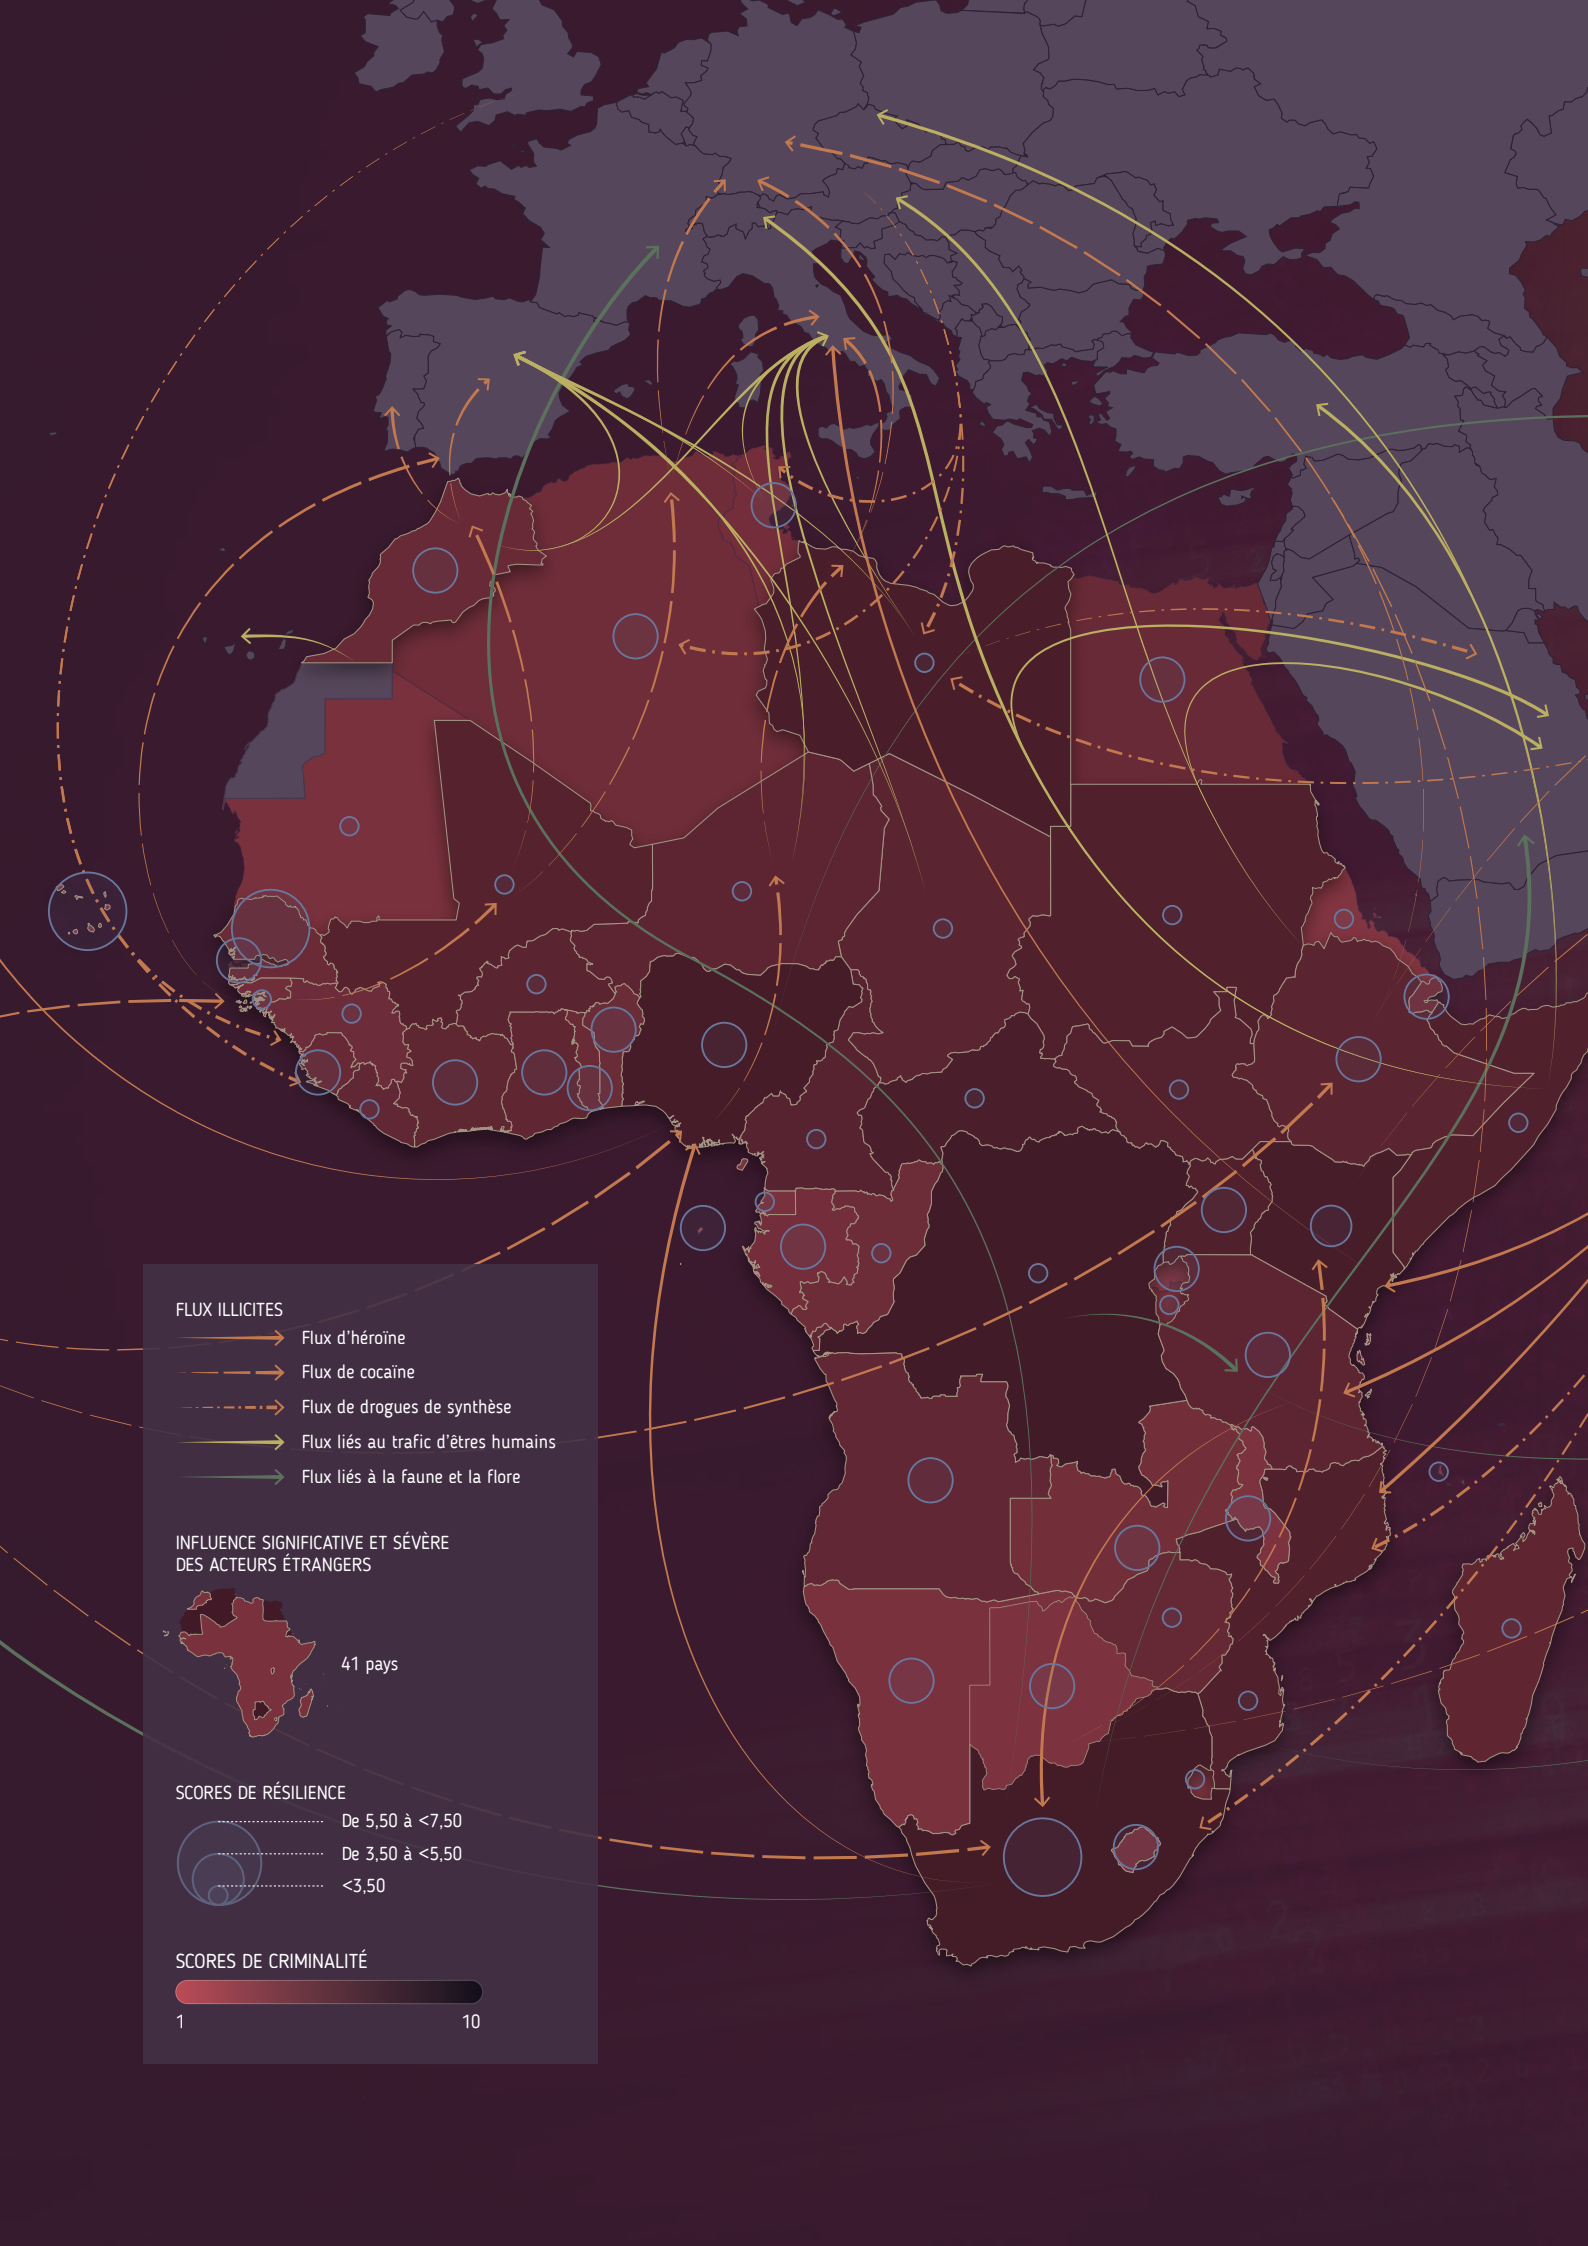 FLUX ILLICITES
Flux d'héroïne
Flux de cocaïne
Flux de drogues de synthèse
Flux liés au trafic d'êtres humains
Flux liés à la faune et la flore
INFLUENCE SIGNIFICATIVE ET SÉVÈRE
DES ACTEURS ÉTRANGERS
41 pays
SCORES DE RÉSILIENCE
De 5,50 à <7,50
De 3,50 à <5,50
<3,50
SCORES DE CRIMINALITÉ
1 10